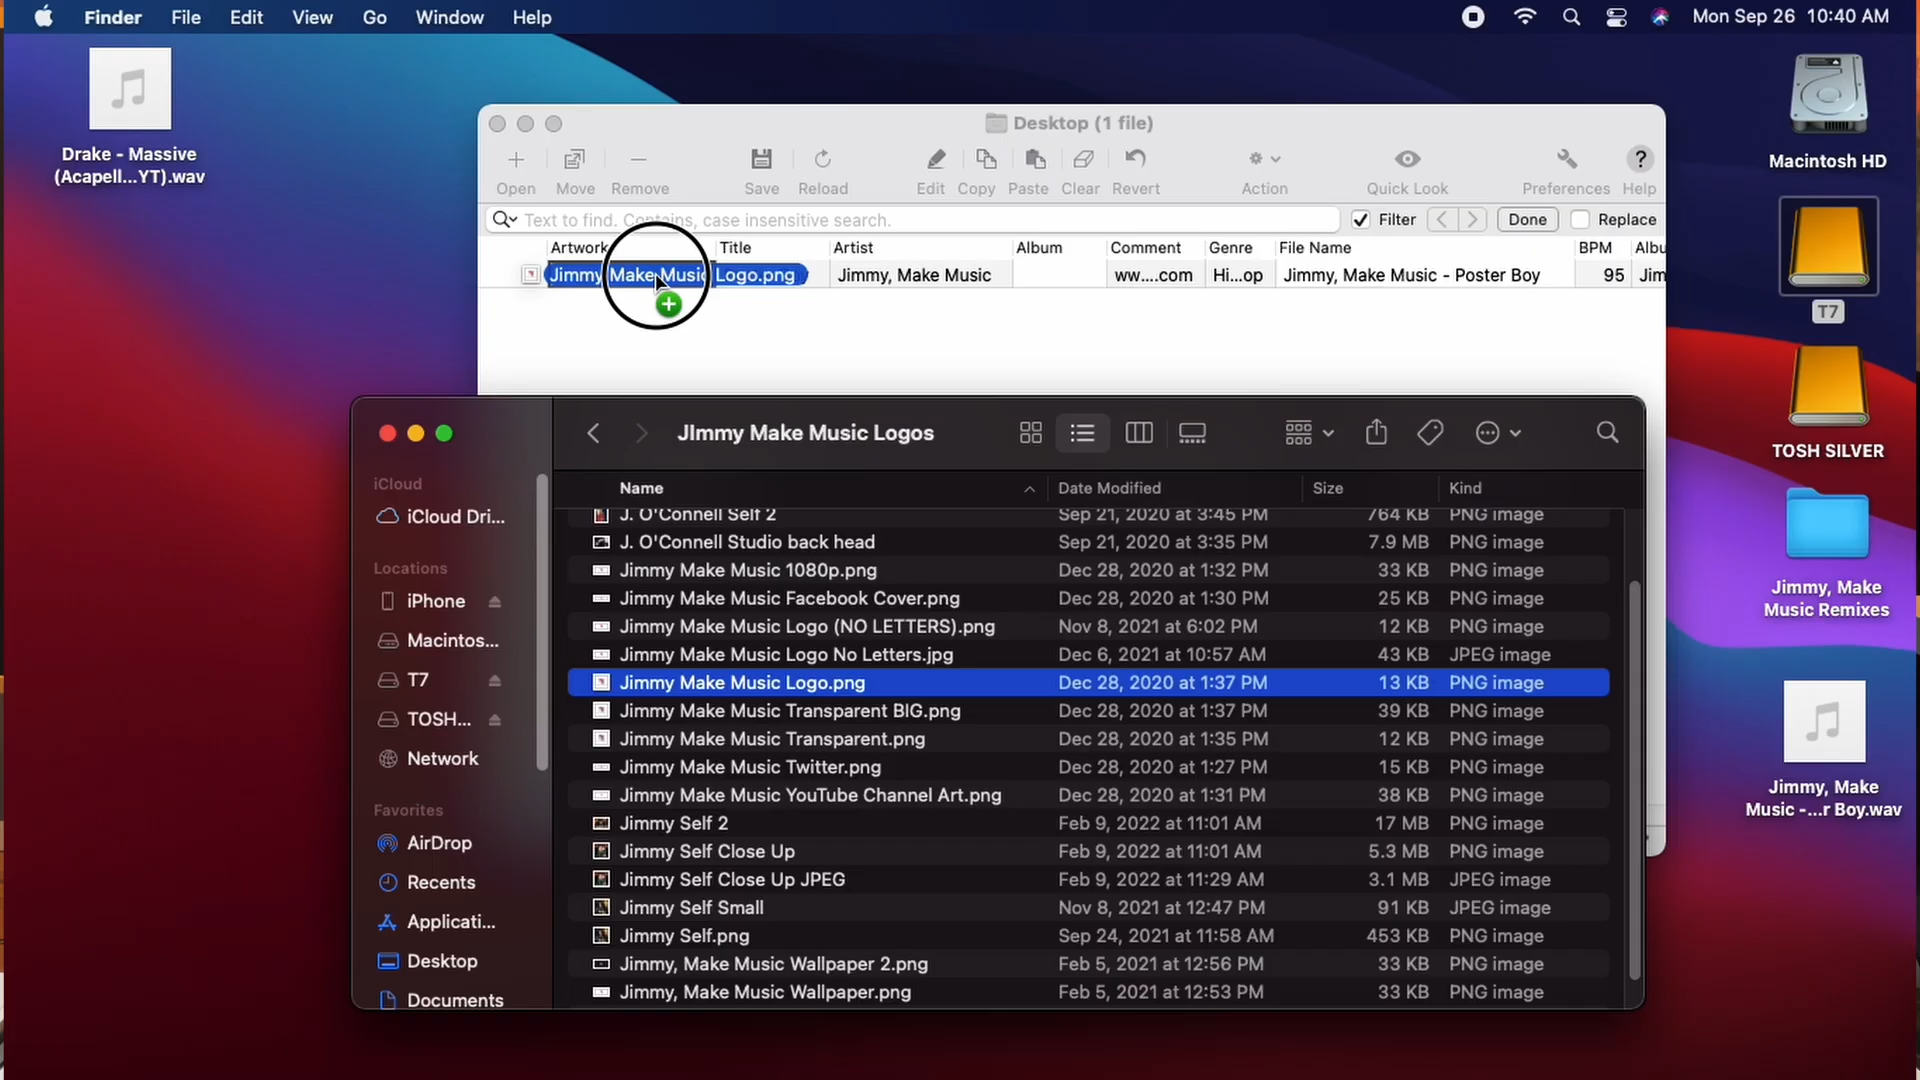 Finder File Edit View Go Window Help
Mon Sep 26 10:40 AM
Drake - Massive
(Acapell...YT).wav
Macintosh HD
T7
TOSH SILVER
Jimmy, Make
Music Remixes
Jimmy, Make
Music -...r Boy.wav
Desktop (1 file)
Open Move Remove Save Reload Edit Copy Paste Clear Revert Action Quick Look Preferences Help
Text to find. Contains, case insensitive search. Filter Done Replace
Artwork Title Artist Album Comment Genre File Name BPM Albu
Jimmy Make Music Logo.png Jimmy, Make Music ww....com Hi...op Jimmy, Make Music - Poster Boy 95 Jim
JImmy Make Music Logos
iCloud
iCloud Dri...
Locations
iPhone
Macintos...
T7
TOSH...
Network
Favorites
AirDrop
Recents
Applicati...
Desktop
Documents
Name Date Modified Size Kind
J. O'Connell Self 2 Sep 21, 2020 at 3:45 PM 764 KB PNG image
J. O'Connell Studio back head Sep 21, 2020 at 3:35 PM 7.9 MB PNG image
Jimmy Make Music 1080p.png Dec 28, 2020 at 1:32 PM 33 KB PNG image
Jimmy Make Music Facebook Cover.png Dec 28, 2020 at 1:30 PM 25 KB PNG image
Jimmy Make Music Logo (NO LETTERS).png Nov 8, 2021 at 6:02 PM 12 KB PNG image
Jimmy Make Music Logo No Letters.jpg Dec 6, 2021 at 10:57 AM 43 KB JPEG image
Jimmy Make Music Logo.png Dec 28, 2020 at 1:37 PM 13 KB PNG image
Jimmy Make Music Transparent BIG.png Dec 28, 2020 at 1:37 PM 39 KB PNG image
Jimmy Make Music Transparent.png Dec 28, 2020 at 1:35 PM 12 KB PNG image
Jimmy Make Music Twitter.png Dec 28, 2020 at 1:27 PM 15 KB PNG image
Jimmy Make Music YouTube Channel Art.png Dec 28, 2020 at 1:31 PM 38 KB PNG image
Jimmy Self 2 Feb 9, 2022 at 11:01 AM 17 MB PNG image
Jimmy Self Close Up Feb 9, 2022 at 11:01 AM 5.3 MB PNG image
Jimmy Self Close Up JPEG Feb 9, 2022 at 11:29 AM 3.1 MB JPEG image
Jimmy Self Small Nov 8, 2021 at 12:47 PM 91 KB JPEG image
Jimmy Self.png Sep 24, 2021 at 11:58 AM 453 KB PNG image
Jimmy, Make Music Wallpaper 2.png Feb 5, 2021 at 12:56 PM 33 KB PNG image
Jimmy, Make Music Wallpaper.png Feb 5, 2021 at 12:53 PM 33 KB PNG image